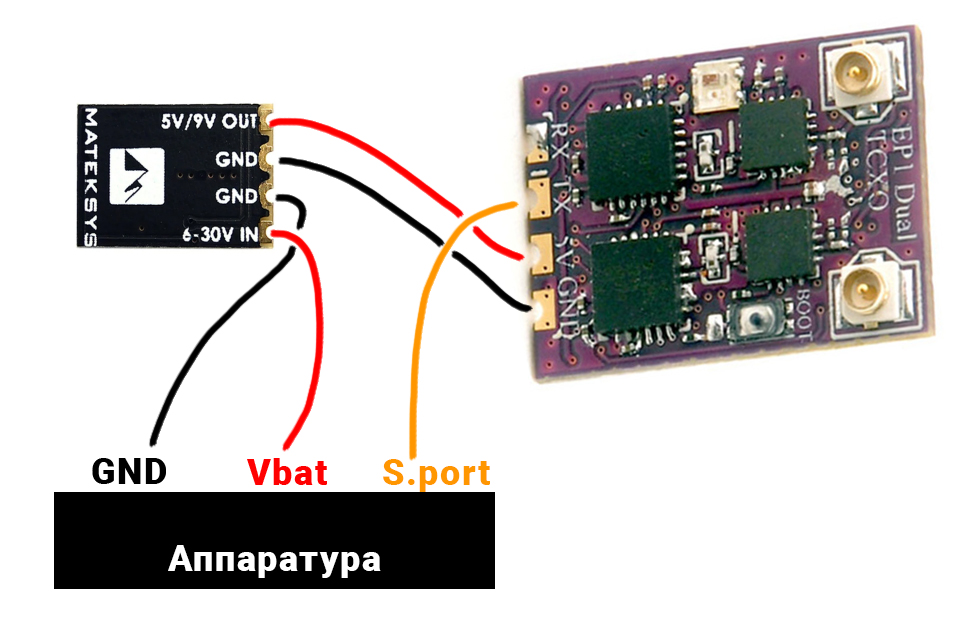 MATEKSYS
5V/9V OUT
GND
GND
6-30V IN
RX
TX
5V
GND
EP1 Dual
TCXO
BOOT
GND
Vbat
S.port
Аппаратура